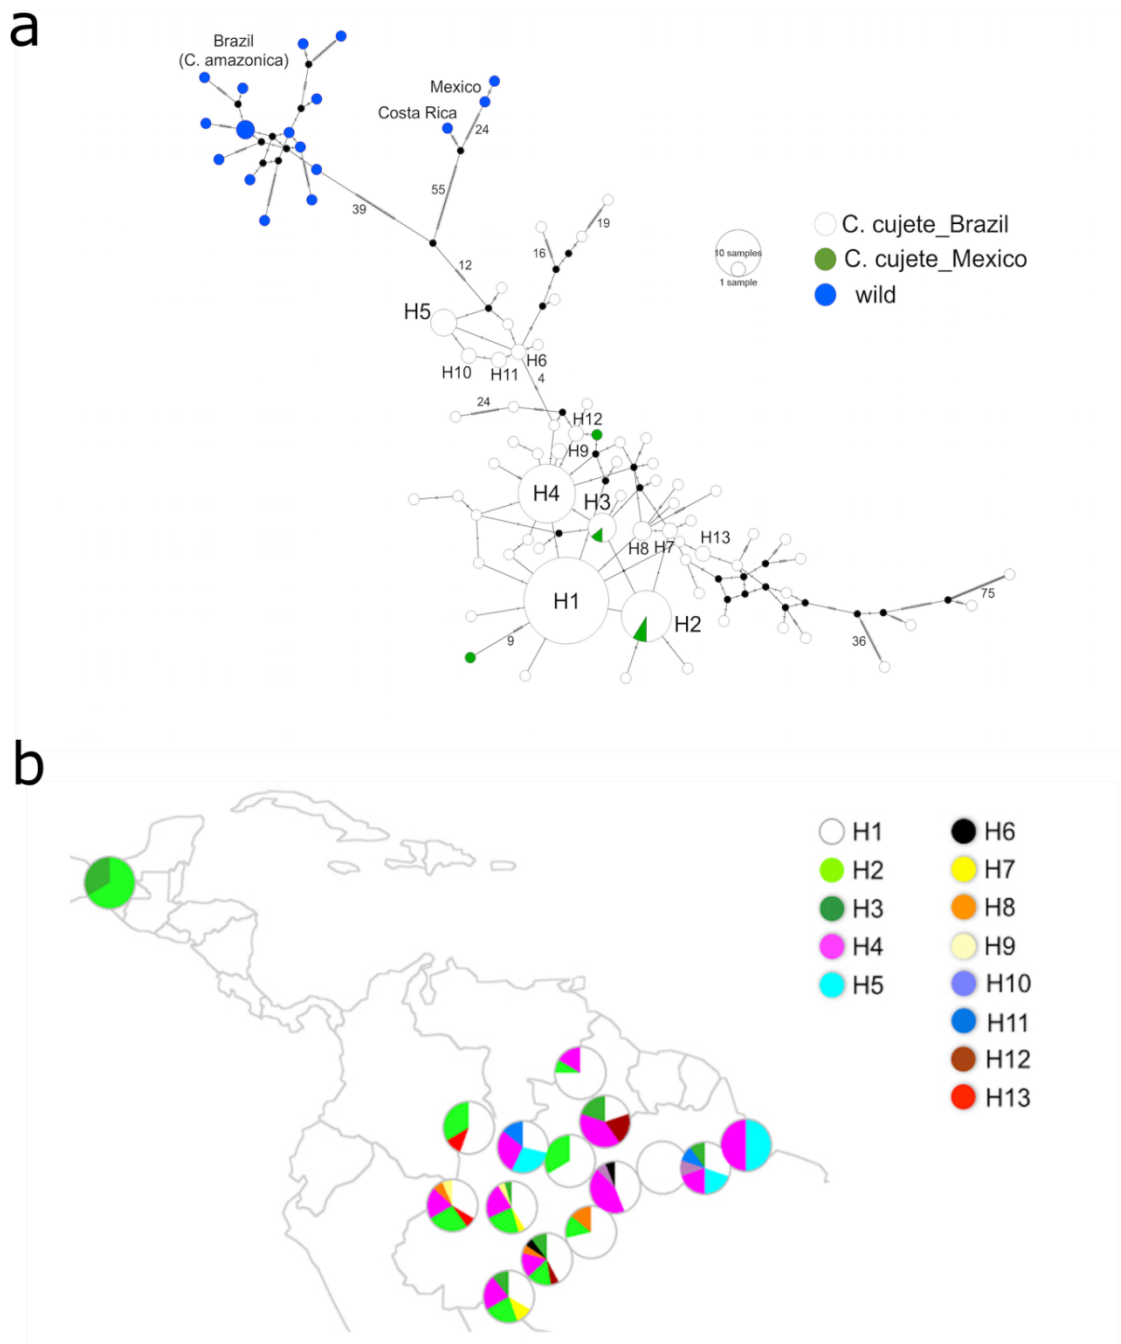 a
Brazil
(C. amazonica)
Mexico
Costa Rica
24
55
39
12
19
16
10 samples
1 sample
C. cujete_Brazil
C. cujete_Mexico
wild
H5
H6
H10
H11
4
24
H12
H9
H4
H3
H8
H7
H13
H1
H2
9
75
36
b
H1
H2
H3
H4
H5
H6
H7
H8
H9
H10
H11
H12
H13